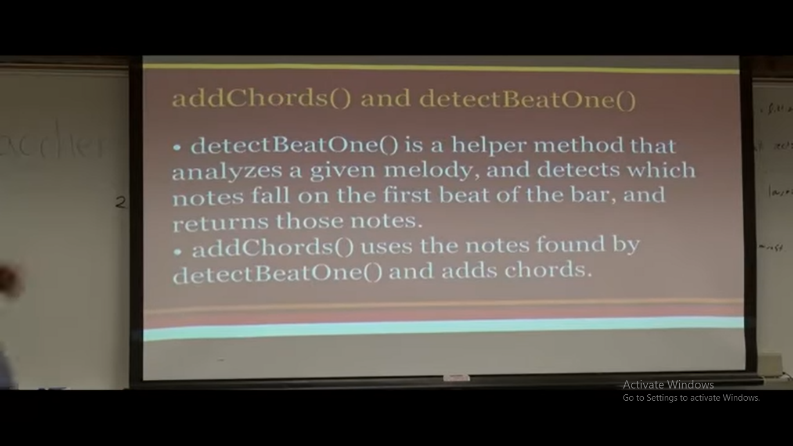 addChords() and detectBeatOne()
• detectBeatOne() is a helper method that
analyzes a given melody, and detects which
notes fall on the first beat of the bar, and
returns those notes.
• addChords() uses the notes found by
detectBeatOne() and adds chords.
2
Activate Windows
Go to Settings to activate Windows.